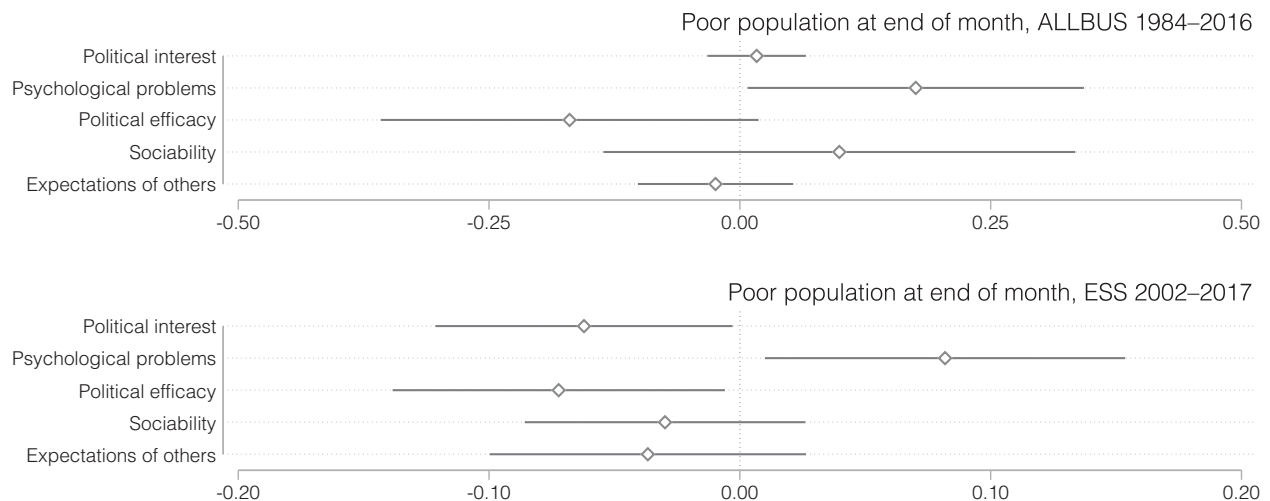 Poor population at end of month, ALLBUS 1984–2016
Political interest
Psychological problems
Political efficacy
Sociability
Expectations of others
-0.50 -0.25 0.00 0.25 0.50
Poor population at end of month, ESS 2002–2017
Political interest
Psychological problems
Political efficacy
Sociability
Expectations of others
-0.20 -0.10 0.00 0.10 0.20